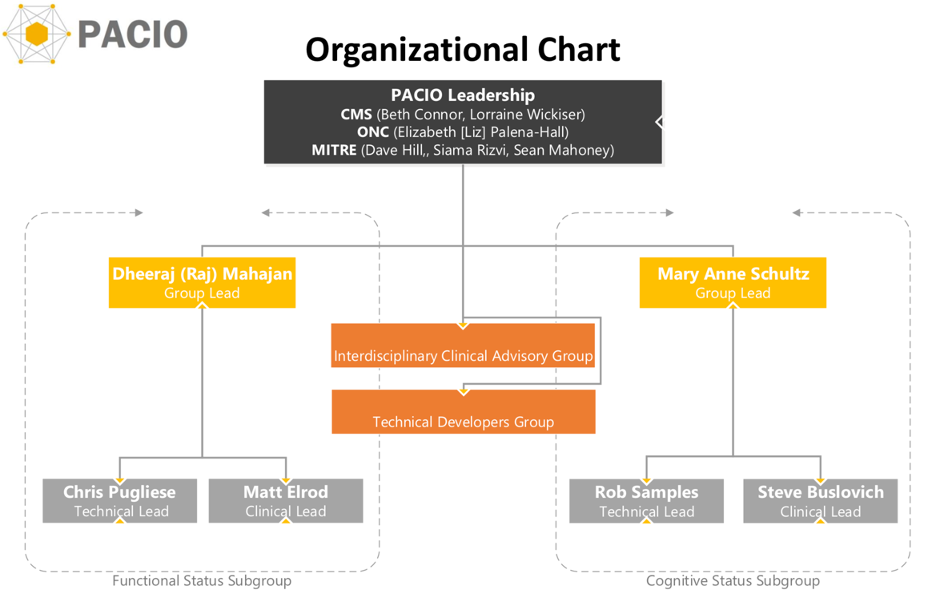 PACIO
Organizational Chart
PACIO Leadership
CMS (Beth Connor, Lorraine Wickiser)
ONC (Elizabeth [Liz] Palena-Hall)
MITRE (Dave Hill,, Siama Rizvi, Sean Mahoney)
Dheeraj (Raj) Mahajan
Group Lead
Mary Anne Schultz
Group Lead
Interdisciplinary Clinical Advisory Group
Technical Developers Group
Chris Pugliese
Technical Lead
Matt Elrod
Clinical Lead
Rob Samples
Technical Lead
Steve Buslovich
Clinical Lead
Functional Status Subgroup
Cognitive Status Subgroup